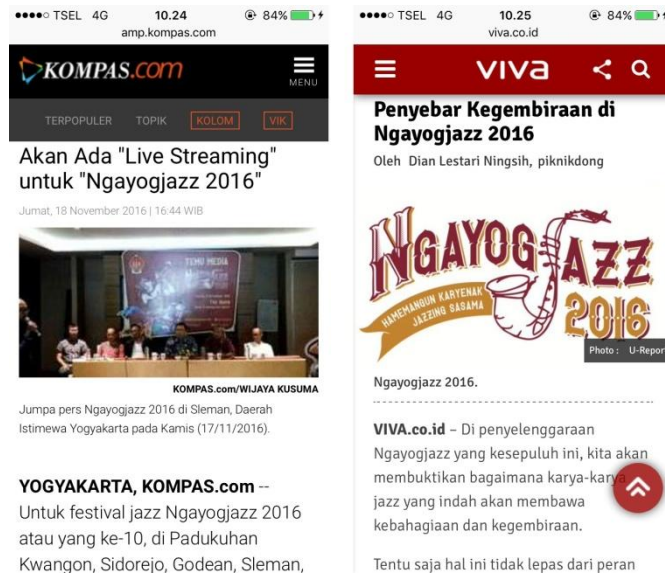 TSEL 4G 10.24 84%
amp.kompas.com
KOMPAS.com
MENU
TERPOPULER TOPIK KOLOM VIK
Akan Ada "Live Streaming"
untuk "Ngayogjazz 2016"
Jumat, 18 November 2016 | 16:44 WIB
TEMU MEDIA
KOMPAS.com/WIJAYA KUSUMA
Jumpa pers Ngayogjazz 2016 di Sleman, Daerah
Istimewa Yogyakarta pada Kamis (17/11/2016).
YOGYAKARTA, KOMPAS.com --
Untuk festival jazz Ngayogjazz 2016
atau yang ke-10, di Padukuhan
Kwangon, Sidorejo, Godean, Sleman,
TSEL 4G 10.25 84%
viva.co.id
VIVA
Penyebar Kegembiraan di
Ngayogjazz 2016
Oleh Dian Lestari Ningsih, piknikdong
NGAYOGJAZZ
HAMEMANGUN KARYENAK
JAZZING SASAMA
2016
Photo : U-Repor
Ngayogjazz 2016.
VIVA.co.id – Di penyelenggaraan
Ngayogjazz yang kesepuluh ini, kita akan
membuktikan bagaimana karya-karya
jazz yang indah akan membawa
kebahagiaan dan kegembiraan.
Tentu saja hal ini tidak lepas dari peran